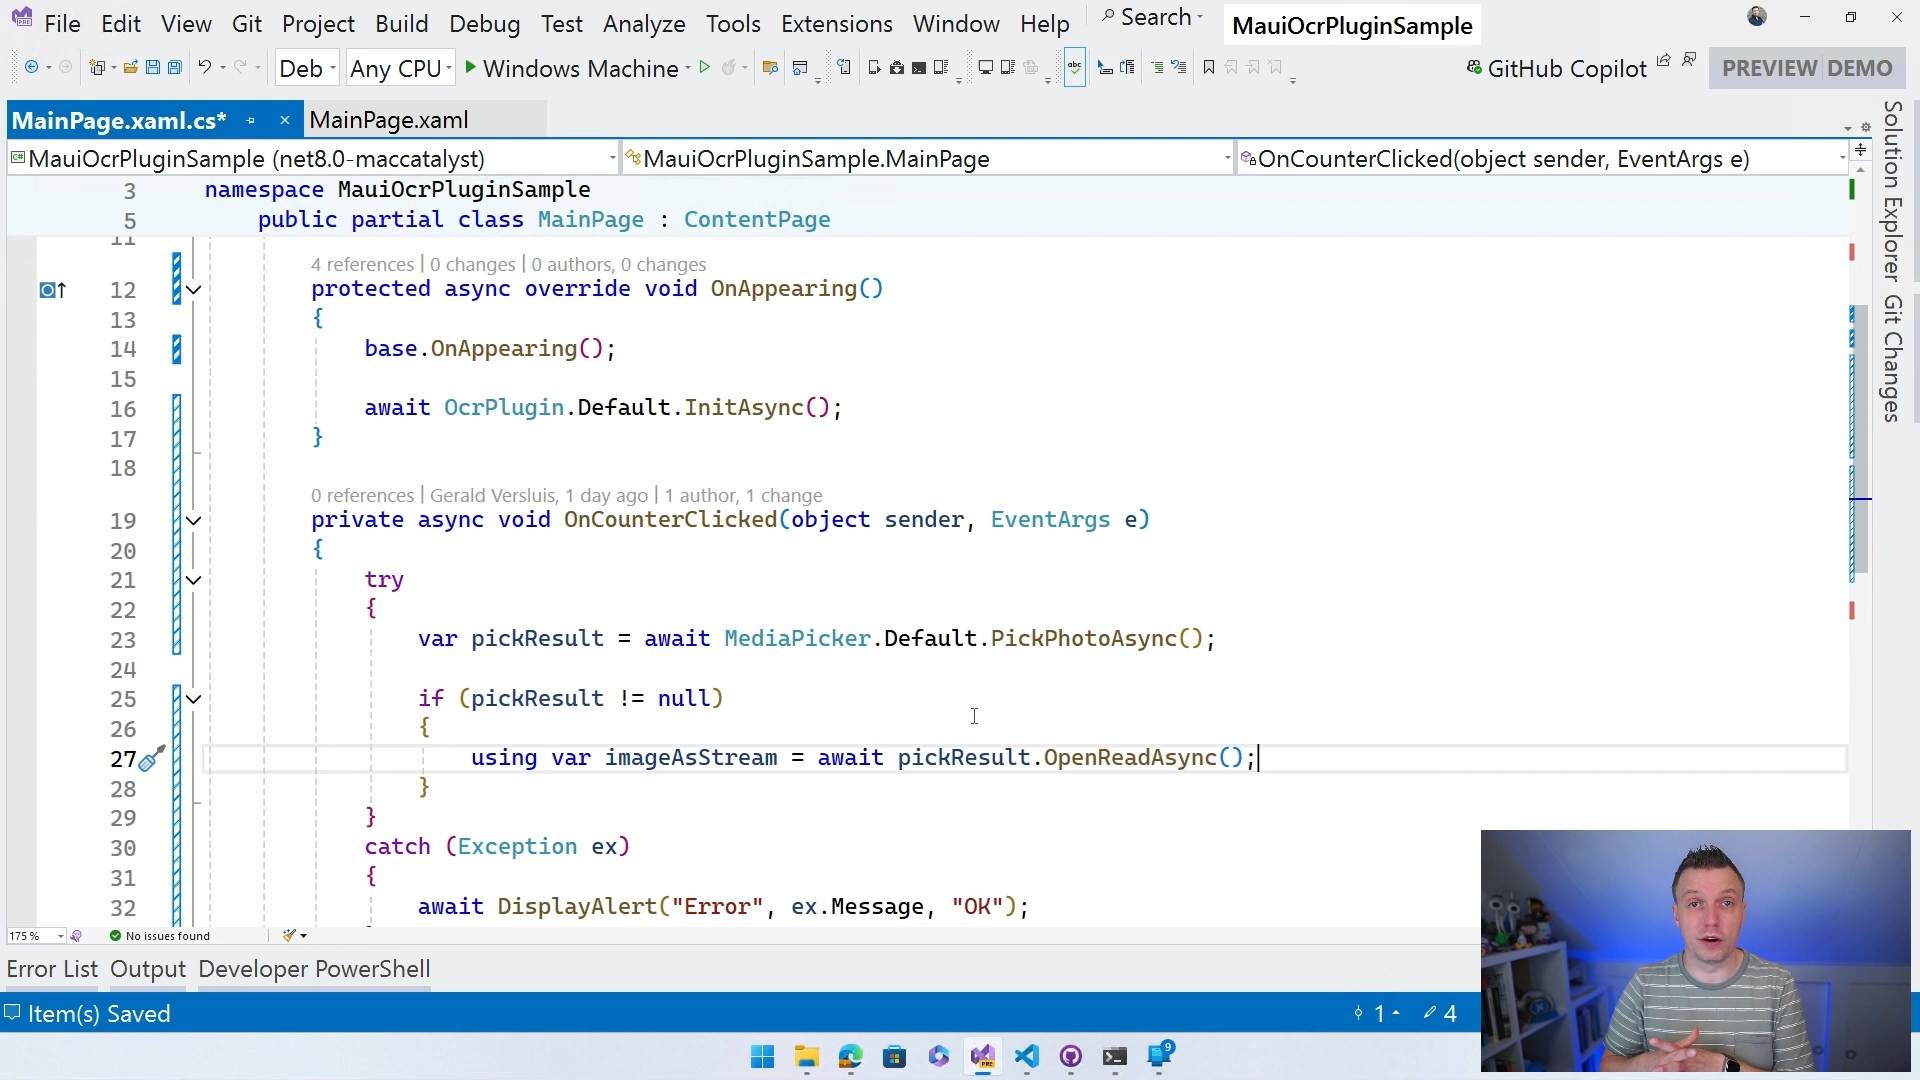 File Edit View Git Project Build Debug Test Analyze Tools Extensions Window Help Search MauiOcrPluginSample
Deb Any CPU Windows Machine GitHub Copilot PREVIEW DEMO
MainPage.xaml.cs* MainPage.xaml
MauiOcrPluginSample (net8.0-maccatalyst) MauiOcrPluginSample.MainPage OnCounterClicked(object sender, EventArgs e)
3 namespace MauiOcrPluginSample
5 public partial class MainPage : ContentPage
11
4 references | 0 changes | 0 authors, 0 changes
12 protected async override void OnAppearing()
13 {
14 base.OnAppearing();
15
16 await OcrPlugin.Default.InitAsync();
17 }
18
0 references | Gerald Versluis, 1 day ago | 1 author, 1 change
19 private async void OnCounterClicked(object sender, EventArgs e)
20 {
21 try
22 {
23 var pickResult = await MediaPicker.Default.PickPhotoAsync();
24
25 if (pickResult != null)
26 {
27 using var imageAsStream = await pickResult.OpenReadAsync();
28 }
29 }
30 catch (Exception ex)
31 {
32 await DisplayAlert("Error", ex.Message, "OK");
175 % No issues found
Error List Output Developer PowerShell
Item(s) Saved 1 4
9
Solution Explorer
Git Changes